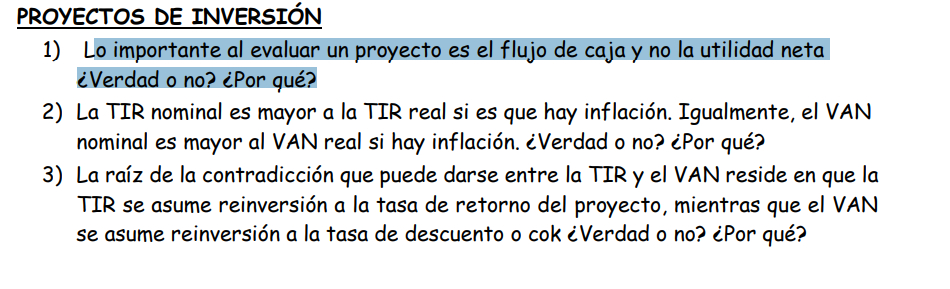 PROYECTOS DE INVERSIÓN
1) Lo importante al evaluar un proyecto es el flujo de caja y no la utilidad neta
¿Verdad o no? ¿Por qué?
2) La TIR nominal es mayor a la TIR real si es que hay inflación. Igualmente, el VAN
nominal es mayor al VAN real si hay inflación. ¿Verdad o no? ¿Por qué?
3) La raíz de la contradicción que puede darse entre la TIR y el VAN reside en que la
TIR se asume reinversión a la tasa de retorno del proyecto, mientras que el VAN
se asume reinversión a la tasa de descuento o cok ¿Verdad o no? ¿Por qué?